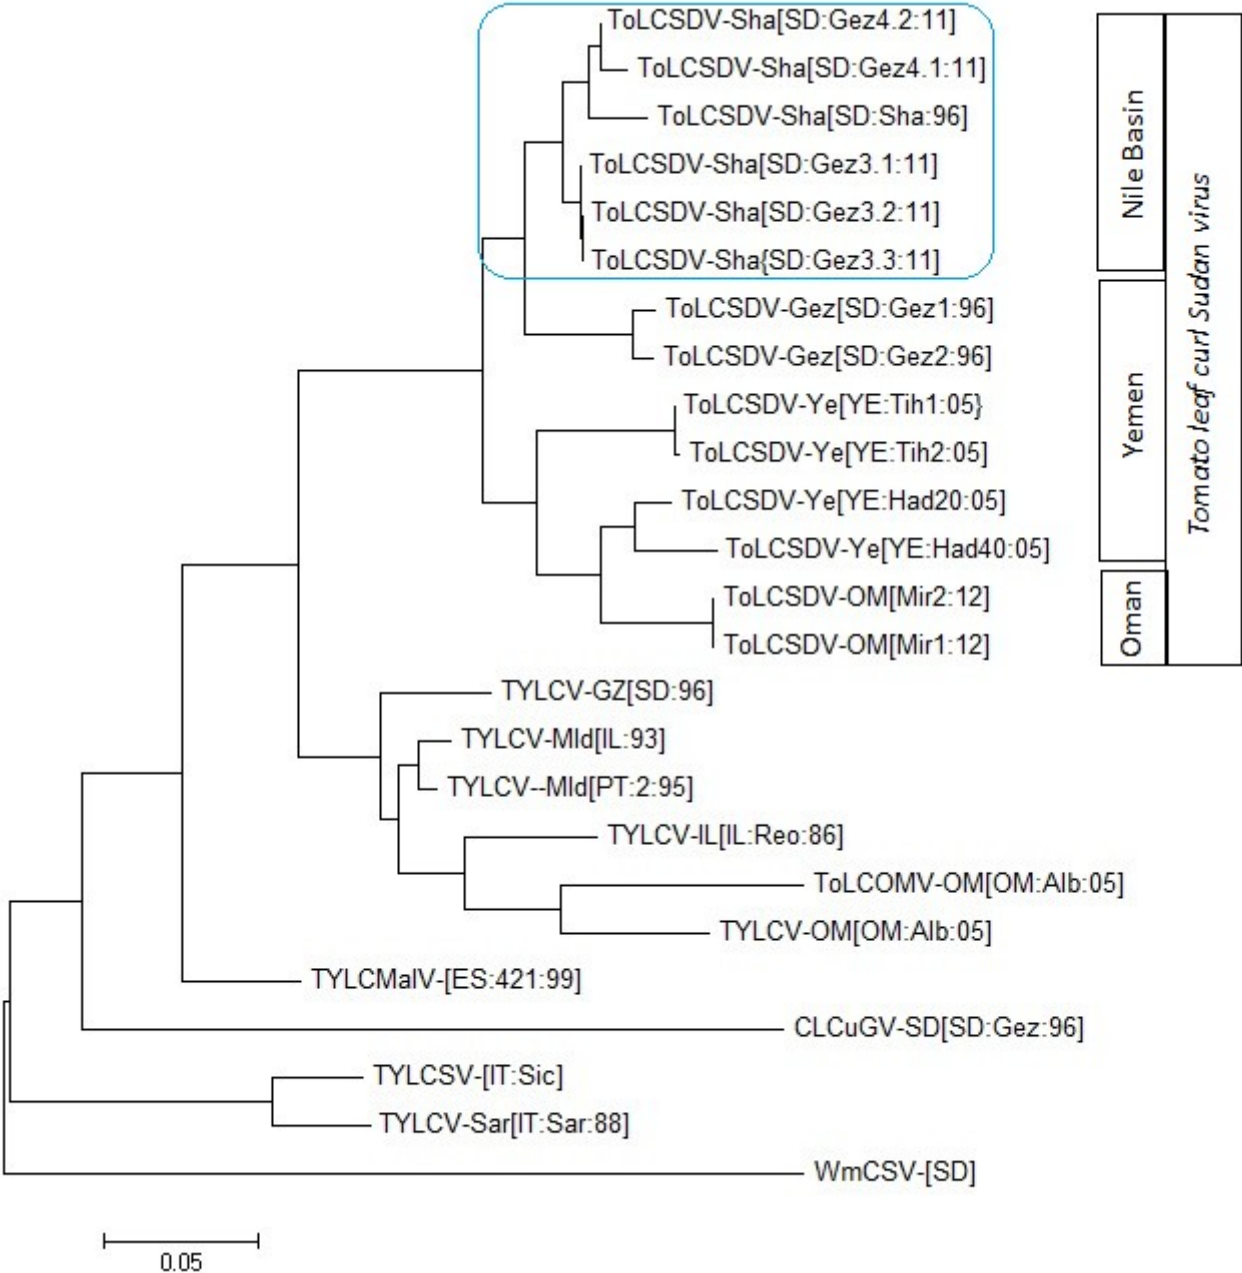 ToLCSDV-Sha[SD:Gez4.2:11]
ToLCSDV-Sha[SD:Gez4.1:11]
ToLCSDV-Sha[SD:Sha:96]
ToLCSDV-Sha[SD:Gez3.1:11]
ToLCSDV-Sha[SD:Gez3.2:11]
ToLCSDV-Sha{SD:Gez3.3:11]
ToLCSDV-Gez[SD:Gez1:96]
ToLCSDV-Gez[SD:Gez2:96]
ToLCSDV-Ye[YE:Tih1:05}
ToLCSDV-Ye[YE:Tih2:05]
ToLCSDV-Ye[YE:Had20:05]
ToLCSDV-Ye[YE:Had40:05]
ToLCSDV-OM[Mir2:12]
ToLCSDV-OM[Mir1:12]
TYLCV-GZ[SD:96]
TYLCV-Mld[IL:93]
TYLCV--Mld[PT:2:95]
TYLCV-IL[IL:Reo:86]
ToLCOMV-OM[OM:Alb:05]
TYLCV-OM[OM:Alb:05]
TYLCMalV-[ES:421:99]
CLCuGV-SD[SD:Gez:96]
TYLCSV-[IT:Sic]
TYLCV-Sar[IT:Sar:88]
WmCSV-[SD]
0.05
Nile Basin
Yemen
Oman
Tomato leaf curl Sudan virus